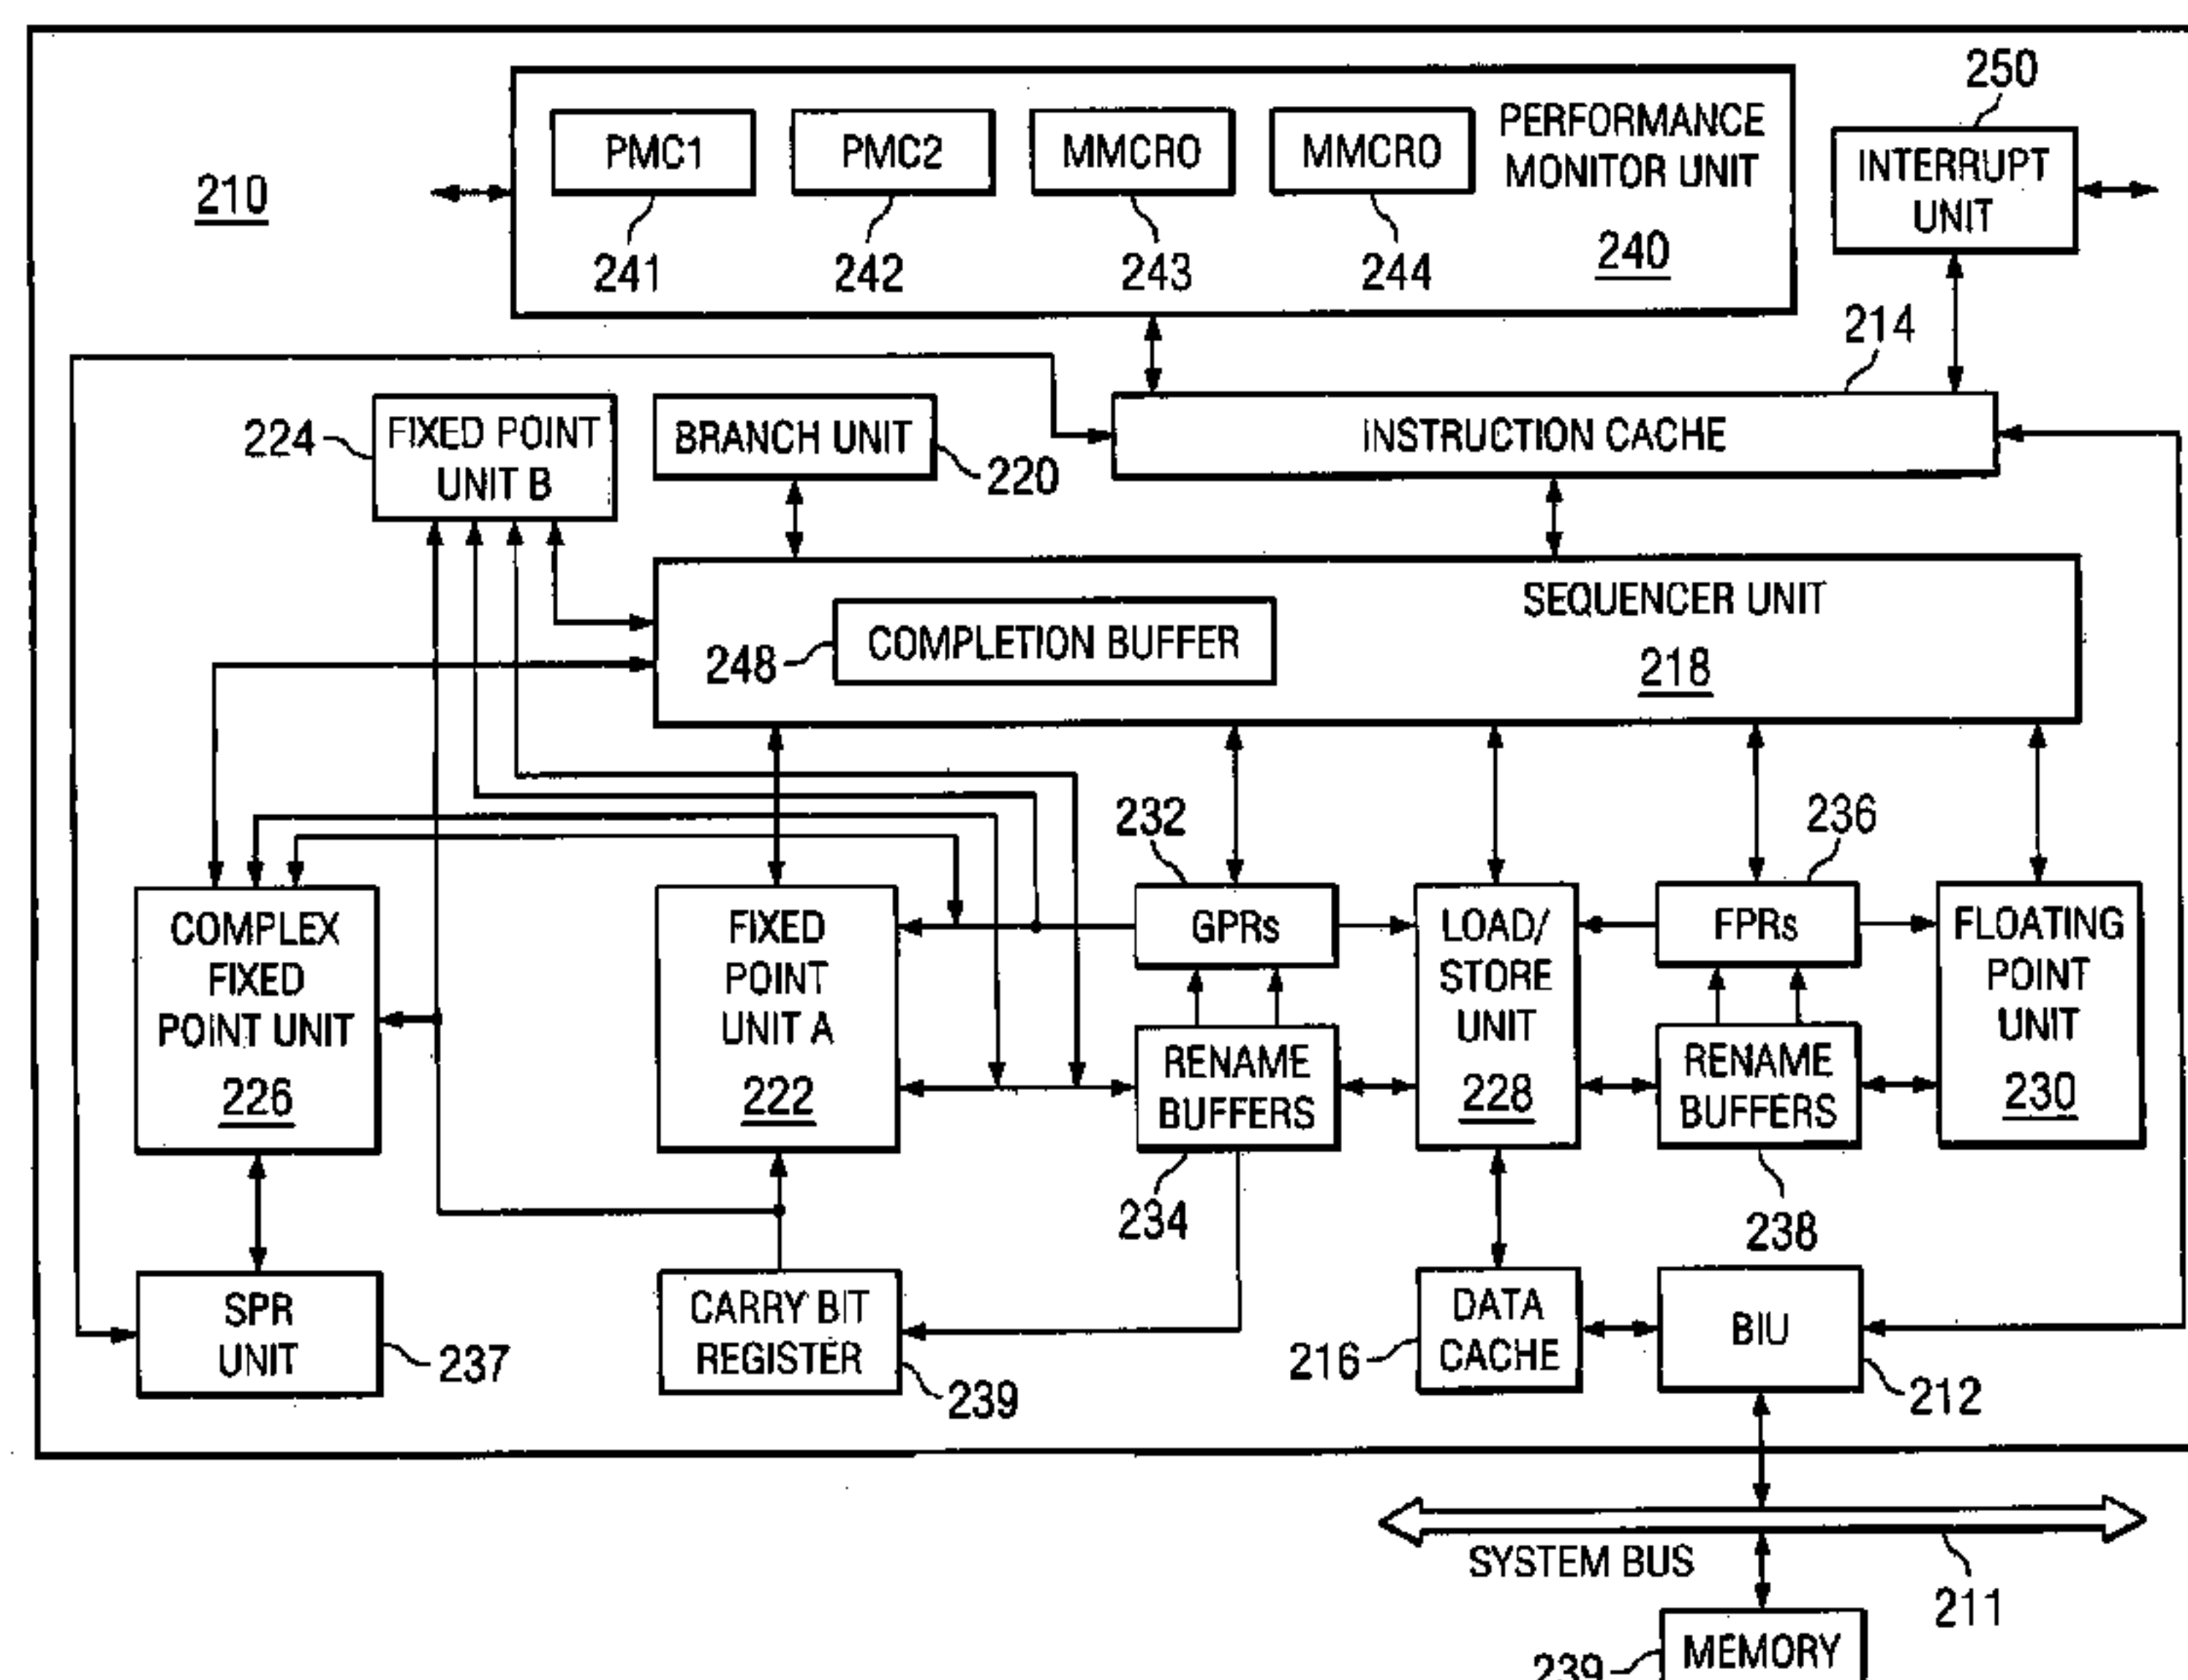 250
PMC1
PMC2
MMCRO
MMCRO
PERFORMANCE
MONITOR UNIT
240
INTERRUPT
UNIT
210
241
242
243
244
214
224
FIXED POINT
UNIT B
BRANCH UNIT
220
INSTRUCTION CACHE
SEQUENCER UNIT
218
248
COMPLETION BUFFER
232
236
COMPLEX
FIXED
POINT UNIT
226
FIXED
POINT
UNIT A
222
GPRs
LOAD/
STORE
UNIT
228
FPRs
FLOATING
POINT
UNIT
230
RENAME
BUFFERS
RENAME
BUFFERS
234
238
SPR
UNIT
237
CARRY BIT
REGISTER
239
216
DATA
CACHE
BIU
212
SYSTEM BUS
211
239
MEMORY